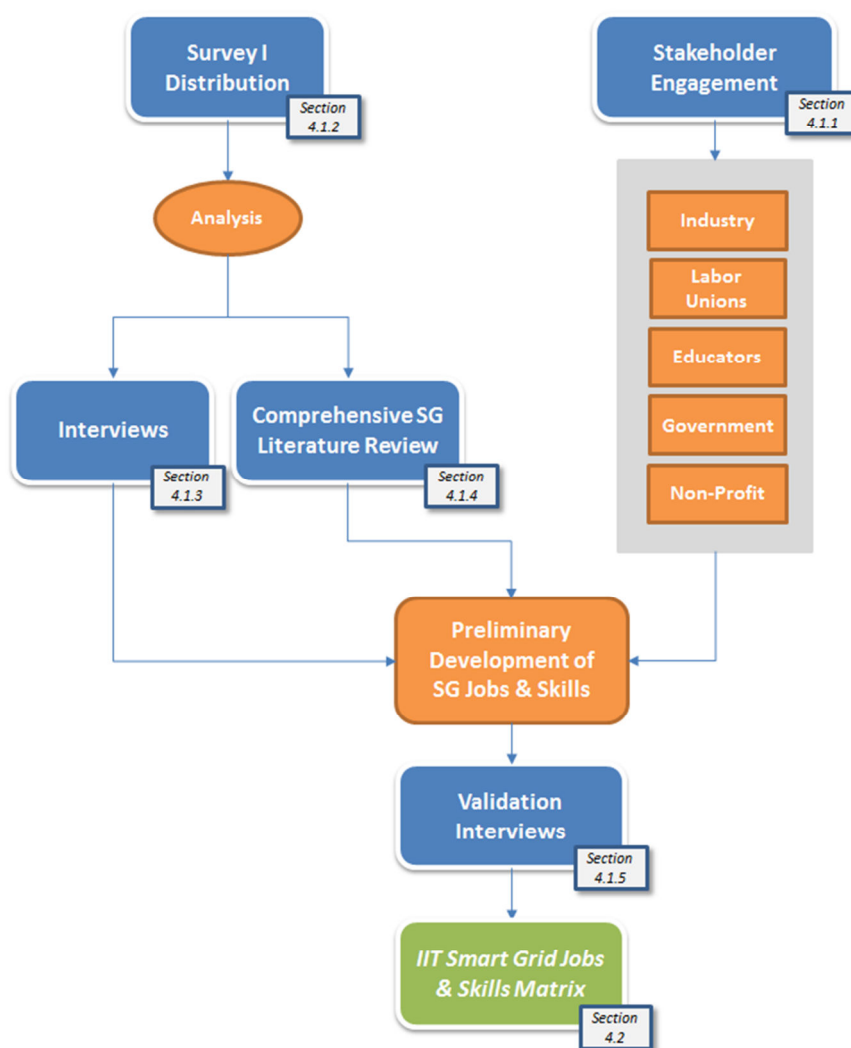 Survey I
Distribution
Section
4.1.2
Stakeholder
Engagement
Section
4.1.1
Analysis
Industry
Labor
Unions
Educators
Government
Non-Profit
Interviews
Section
4.1.3
Comprehensive SG
Literature Review
Section
4.1.4
Preliminary
Development of
SG Jobs & Skills
Validation
Interviews
Section
4.1.5
IIT Smart Grid Jobs
& Skills Matrix
Section
4.2